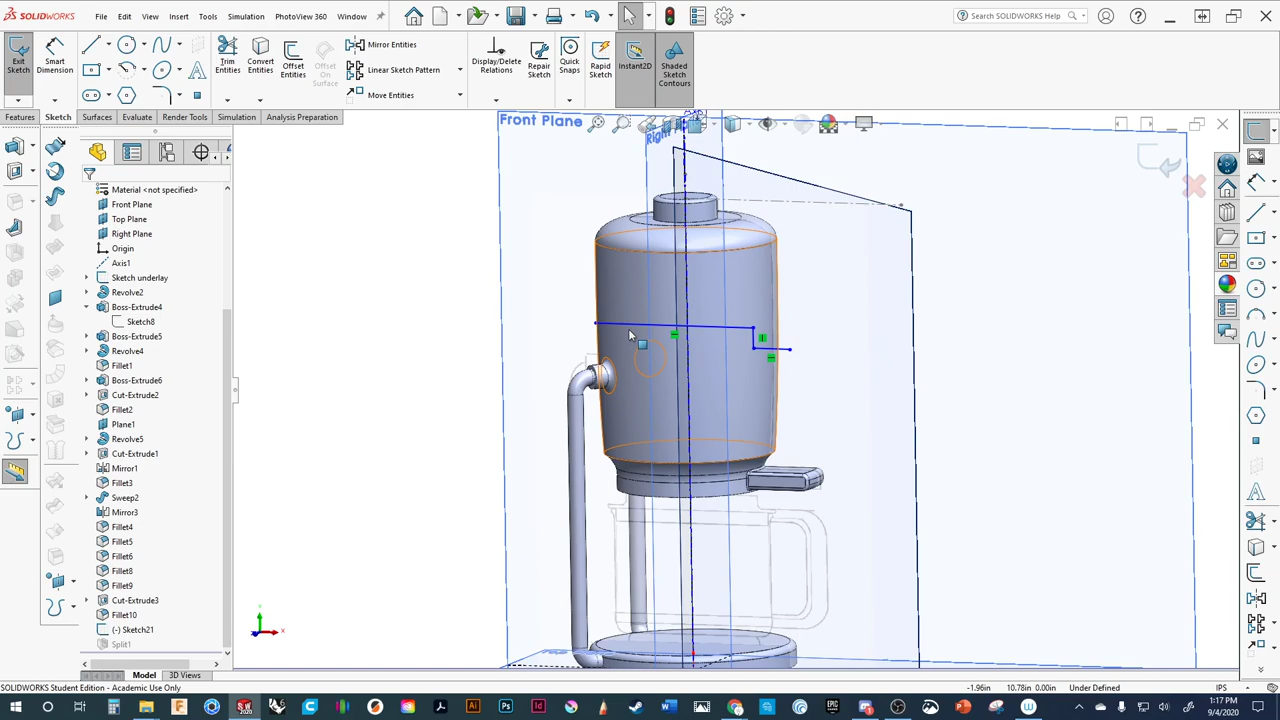 SOLIDWORKS
File
Edit
View
Insert
Tools
Simulation
PhotoView 360
Window
Search SOLIDWORKS Help
Exit Sketch
Smart Dimension
Trim Entities
Convert Entities
Offset Entities
Offset On Surface
Mirror Entities
Linear Sketch Pattern
Move Entities
Display/Delete Relations
Repair Sketch
Quick Snaps
Rapid Sketch
Instant2D
Shaded Sketch Contours
Features
Sketch
Surfaces
Evaluate
Render Tools
Simulation
Analysis Preparation
Front Plane
Right
Material <not specified>
Front Plane
Top Plane
Right Plane
Origin
Axis1
Sketch underlay
Revolve2
Boss-Extrude4
Sketch8
Boss-Extrude5
Revolve4
Fillet1
Boss-Extrude6
Cut-Extrude2
Fillet2
Plane1
Revolve5
Cut-Extrude1
Mirror1
Fillet3
Sweep2
Mirror3
Fillet4
Fillet5
Fillet6
Fillet8
Fillet9
Cut-Extrude3
Fillet10
(-) Sketch21
Split1
Model
3D Views
SOLIDWORKS Student Edition - Academic Use Only
-1.96in
10.78in 0.00in
Under Defined
IPS
1:17 PM
9/4/2020